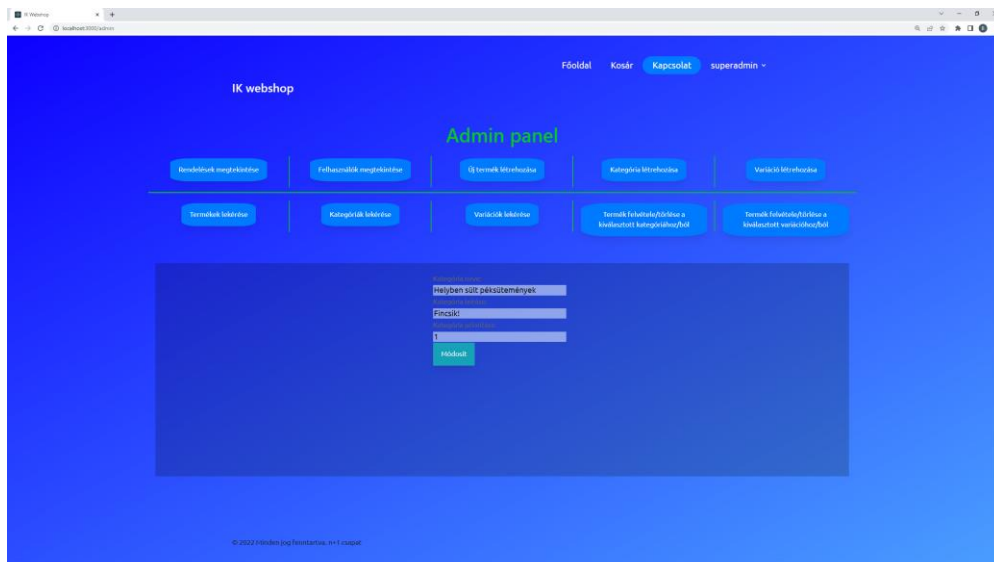 IK Webshop
localhost:3000/admin
Főoldal Kosár Kapcsolat superadmin
IK webshop
Admin panel
Rendelések megtekintése Felhasználók megtekintése Új termék létrehozása Kategória létrehozása Variáció létrehozása
Termékek lekérése Kategóriák lekérése Variációk lekérése Termék felvétele/törlése a kiválasztott kategóriához/ból Termék felvétele/törlése a kiválasztott variációhoz/ból
Helyben sült péksütemények
Fincsik!
1
Módosít
© 2022 Minden jog fenntartva. n+1 csapat